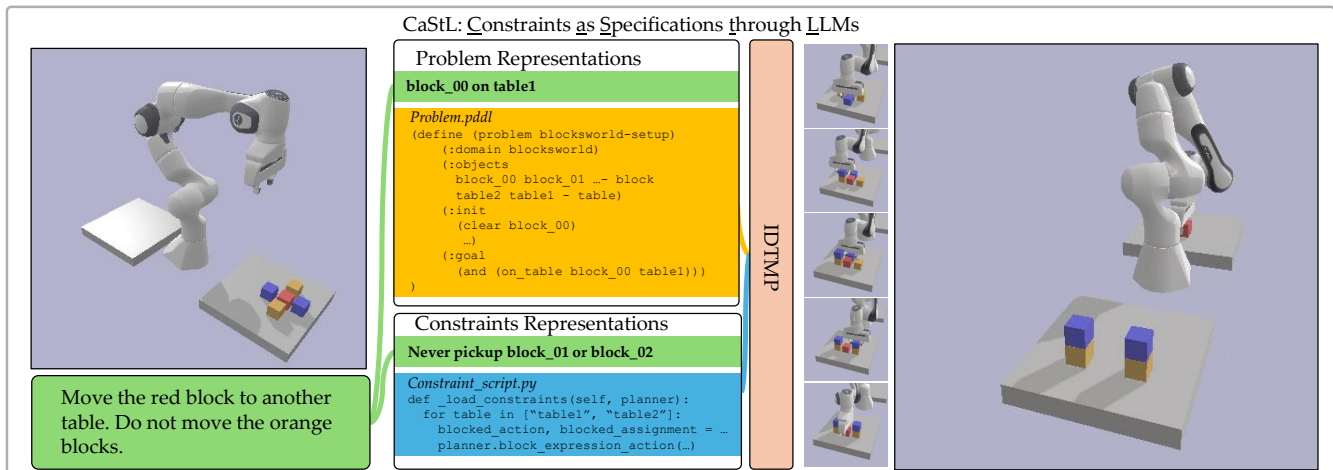 CaStL: Constraints as Specifications through LLMs
Problem Representations
block_00 on table1
Problem.pddl
(define (problem blocksworld-setup)
(:domain blocksworld)
(:objects
block_00 block_01 …- block
table2 table1 - table)
(:init
(clear block_00)
…)
(:goal
(and (on_table block_00 table1)))
)
Constraints Representations
Never pickup block_01 or block_02
Constraint_script.py
def _load_constraints(self, planner):
for table in [“table1”, “table2”]:
blocked_action, blocked_assignment = …
planner.block_expression_action(…)
Move the red block to another
table. Do not move the orange
blocks.
IDTMP